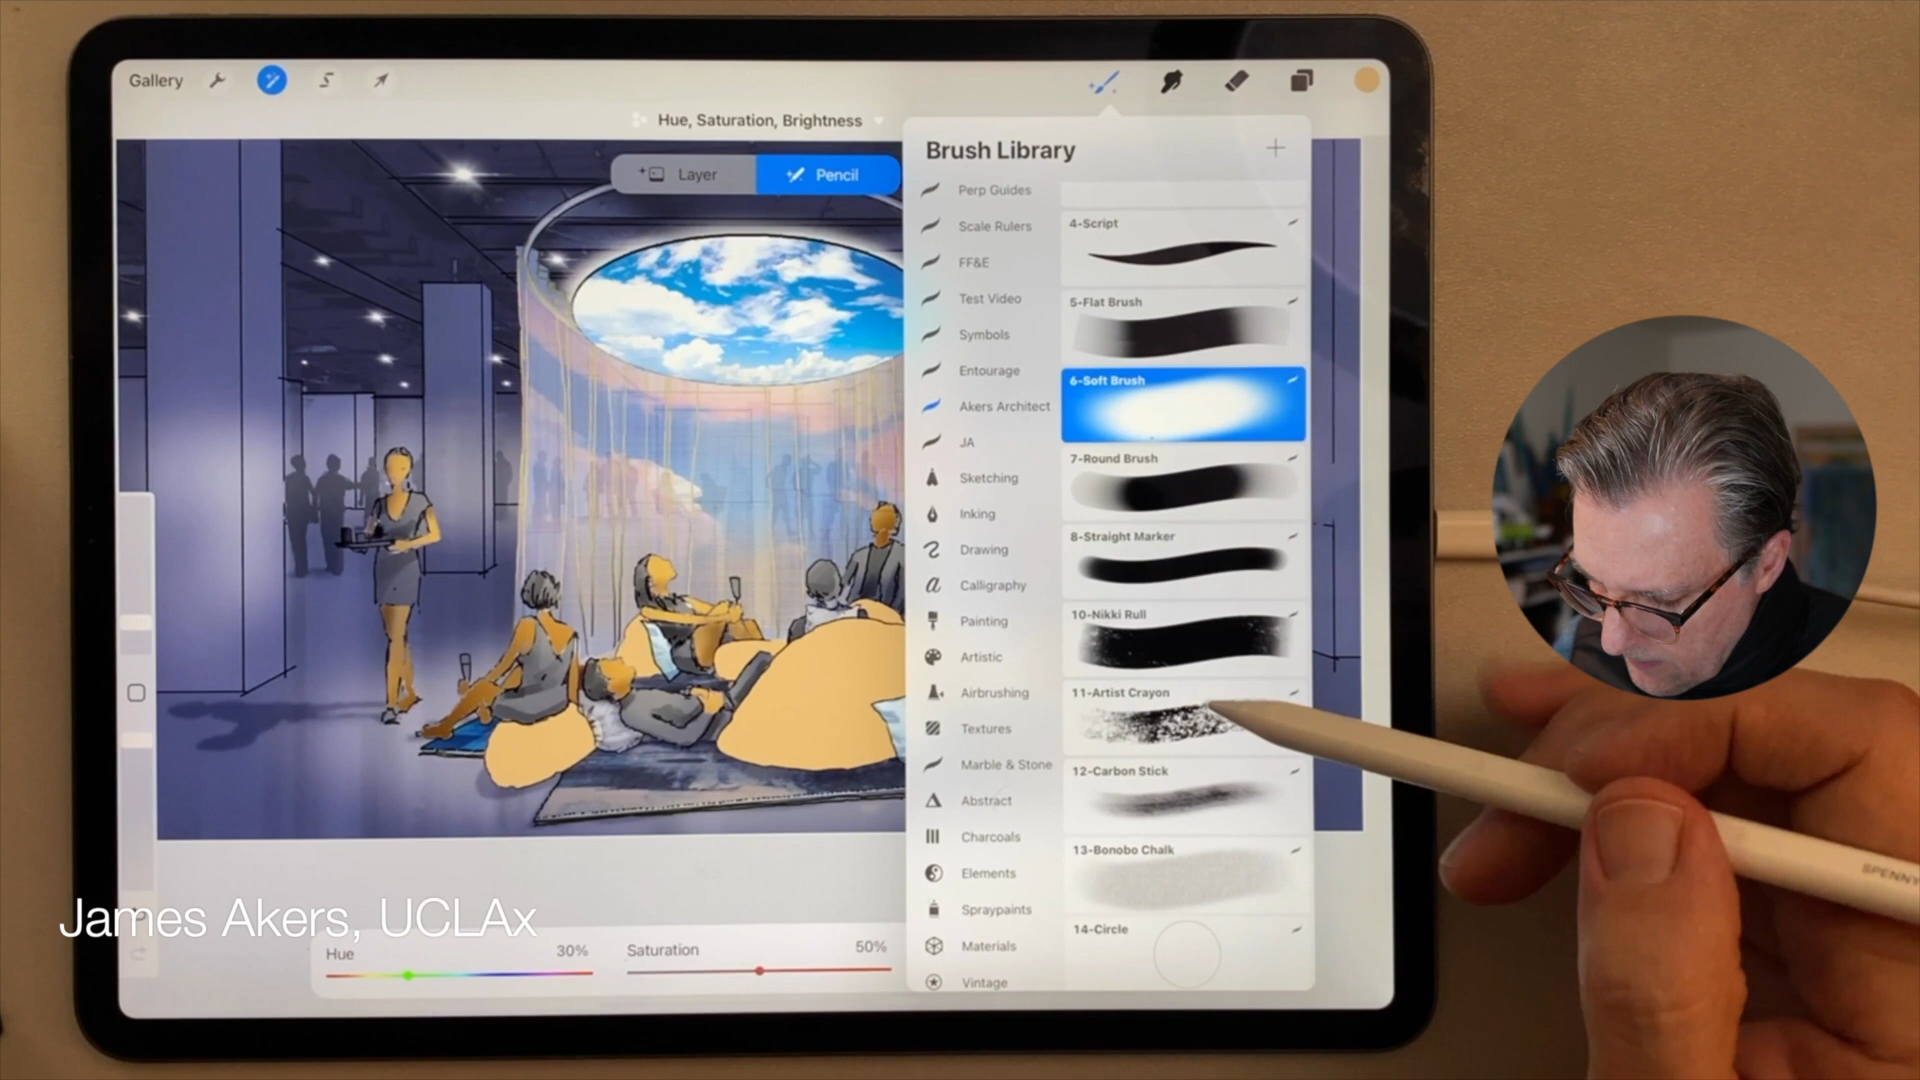 Gallery
Hue, Saturation, Brightness
Layer
Pencil
Brush Library
Perp Guides
Scale Rulers
FF&E
Test Video
Symbols
Entourage
Akers Architect
JA
Sketching
Inking
Drawing
Calligraphy
Painting
Artistic
Airbrushing
Textures
Marble & Stone
Abstract
Charcoals
Elements
Spraypaints
Materials
Vintage
4-Script
5-Flat Brush
6-Soft Brush
7-Round Brush
8-Straight Marker
10-Nikki Rull
11-Artist Crayon
12-Carbon Stick
13-Bonobo Chalk
14-Circle
Hue 30%
Saturation 50%
James Akers, UCLAx
SPENNY